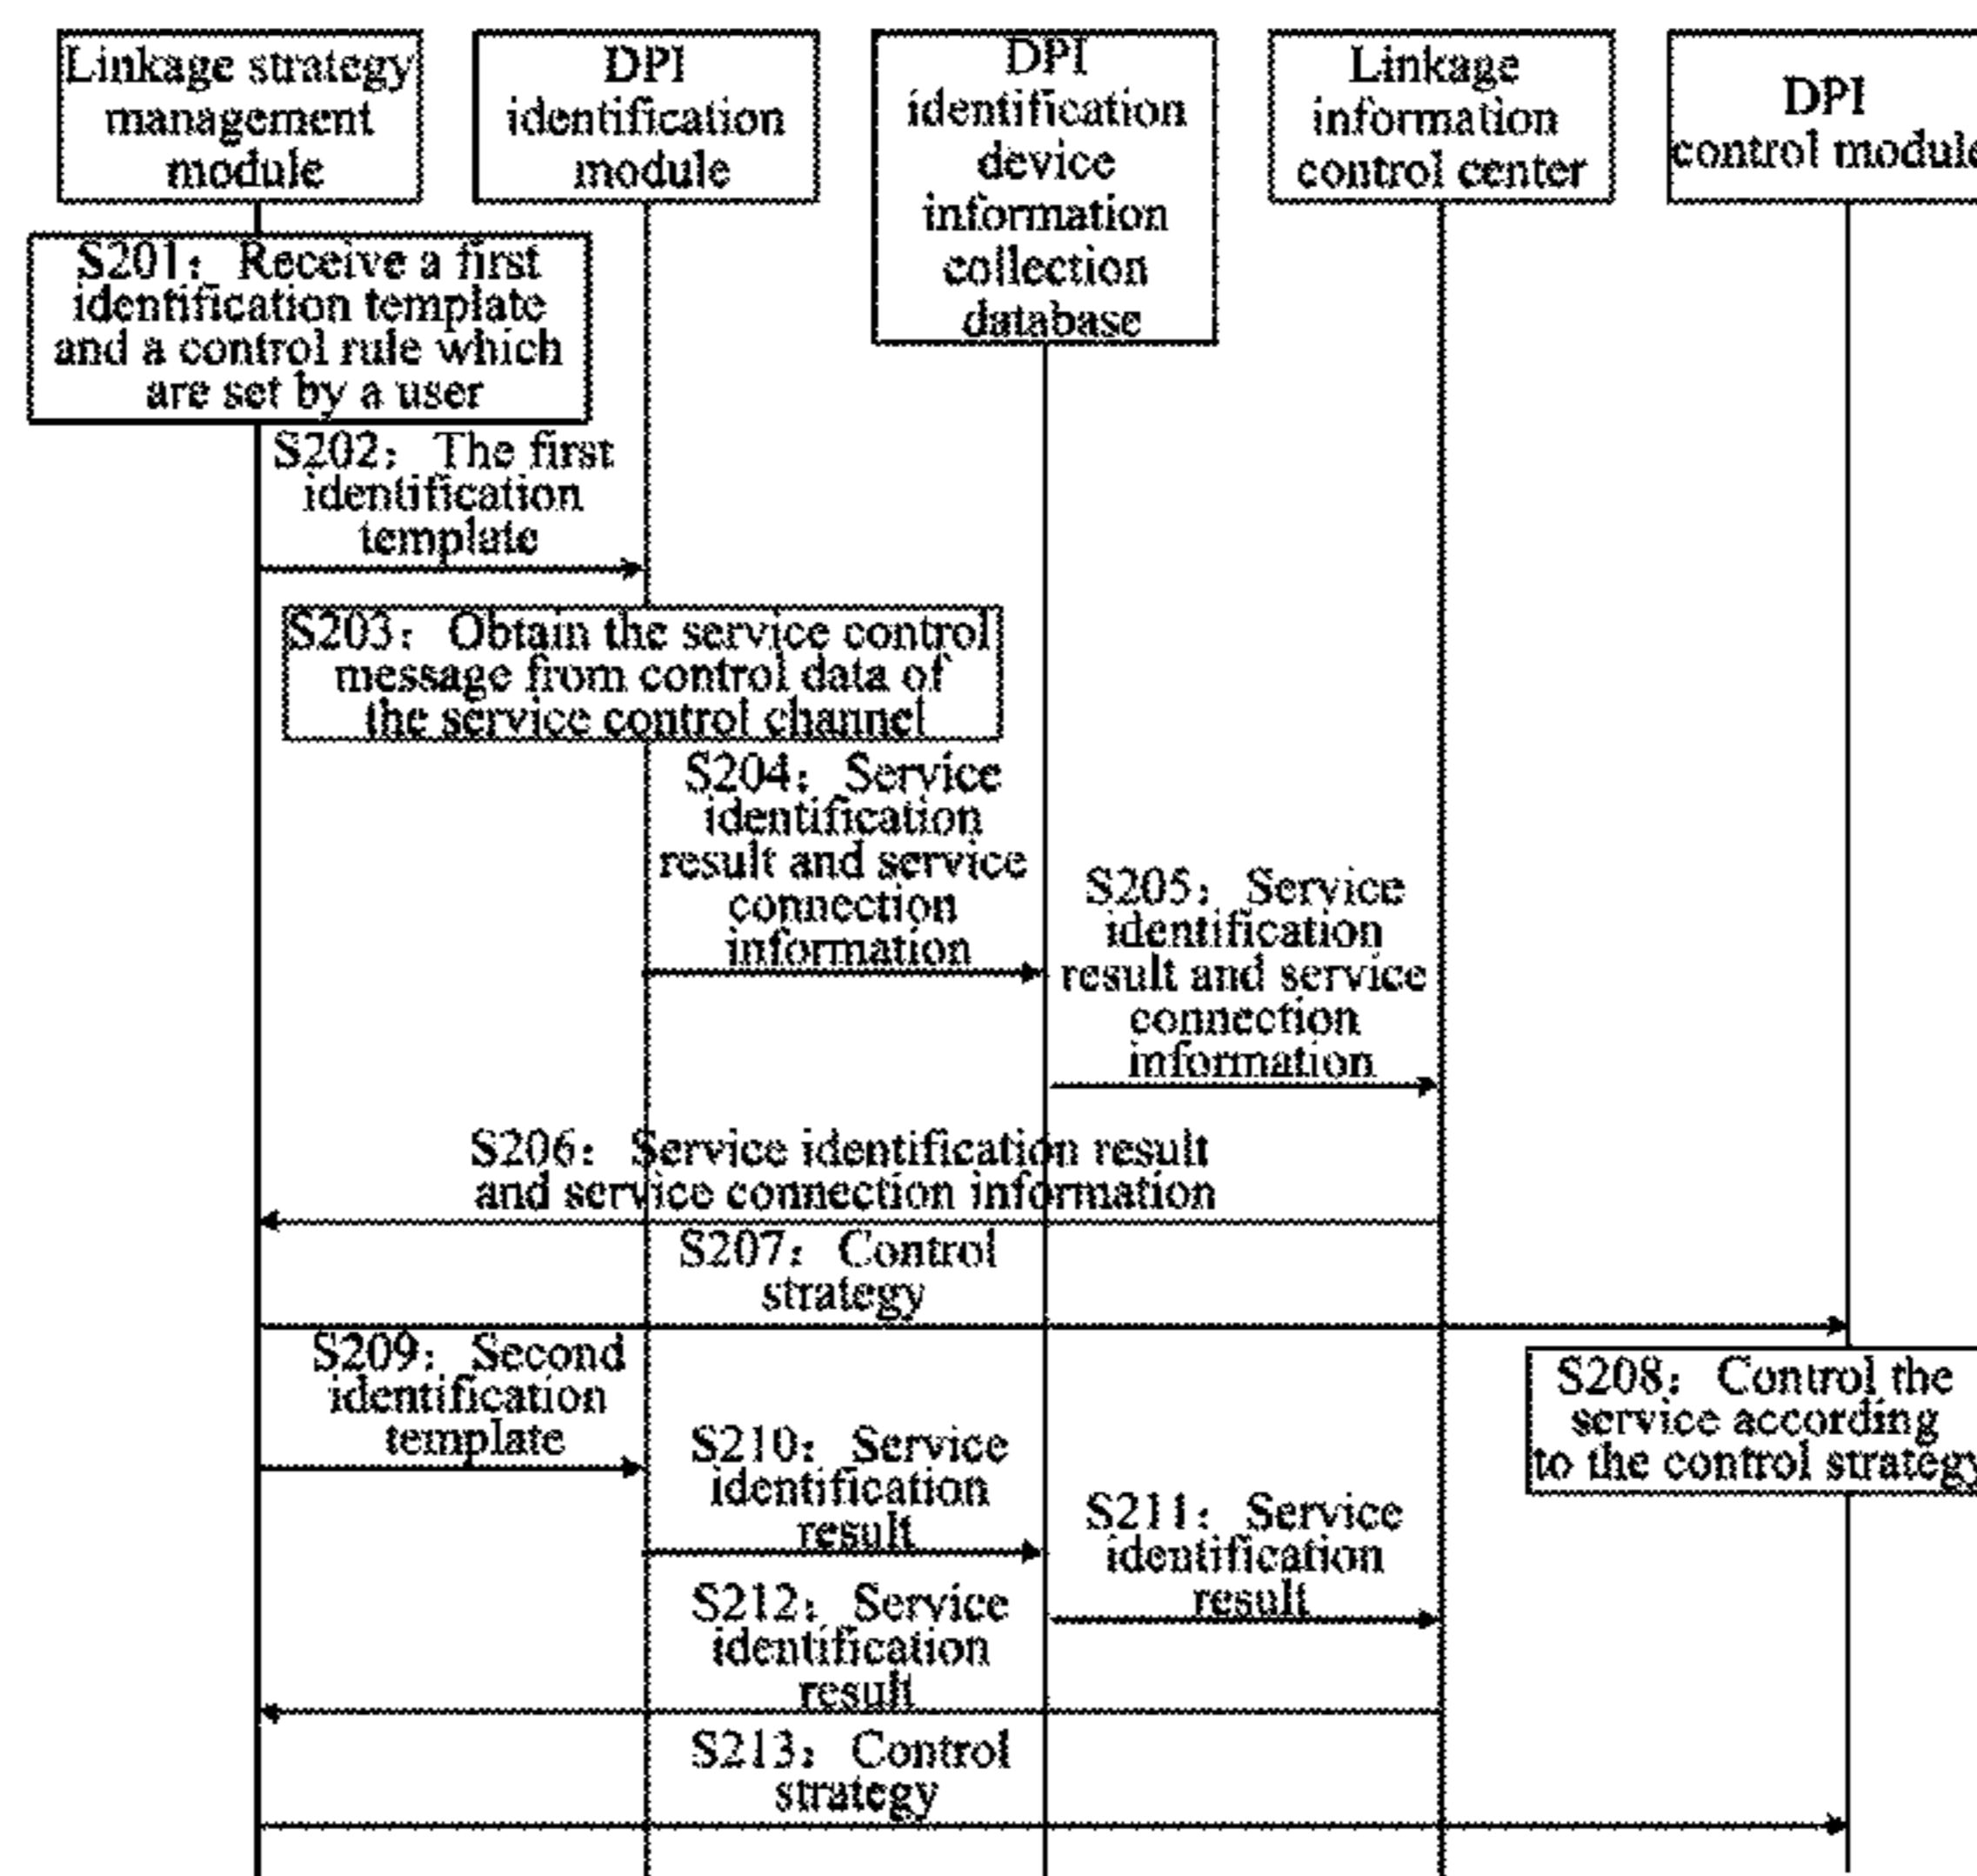 Linkage strategy
management
module
DPI
identification
module
DPI
identification
device
information
collection
database
Linkage
information
control center
DPI
control module
S201: Receive a first
identification template
and a control rule which
are set by a user
S202: The first
identification
template
S203: Obtain the service control
message from control data of
the service control channel
S204: Service
identification
result and service
connection
information
S205: Service
identification
result and service
connection
information
S206: Service identification result
and service connection information
S207: Control
strategy
S208: Control the
service according
to the control strategy
S209: Second
identification
template
S210: Service
identification
result
S211: Service
identification
result
S212: Service
identification
result
S213: Control
strategy